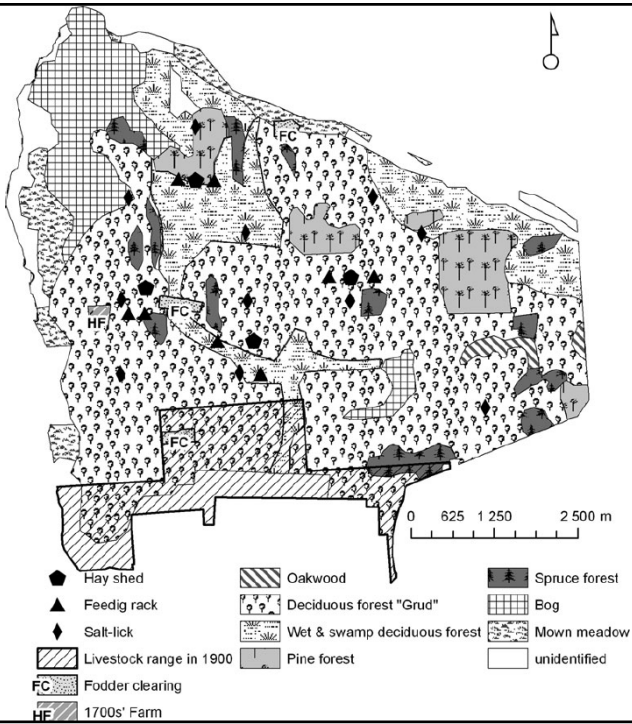 FC
FC
HF
FC
0 625 1 250 2 500 m
Hay shed
Oakwood
Spruce forest
Feedig rack
Deciduous forest "Grud"
Bog
Salt-lick
Wet & swamp deciduous forest
Mown meadow
Livestock range in 1900
Pine forest
unidentified
FC Fodder clearing
HF 1700s' Farm